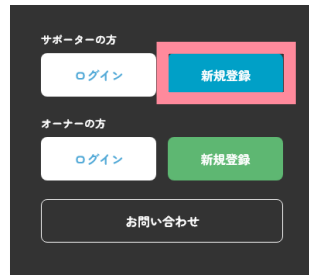 サポーターの方
ログイン 新規登録
オーナーの方
ログイン 新規登録
お問い合わせ